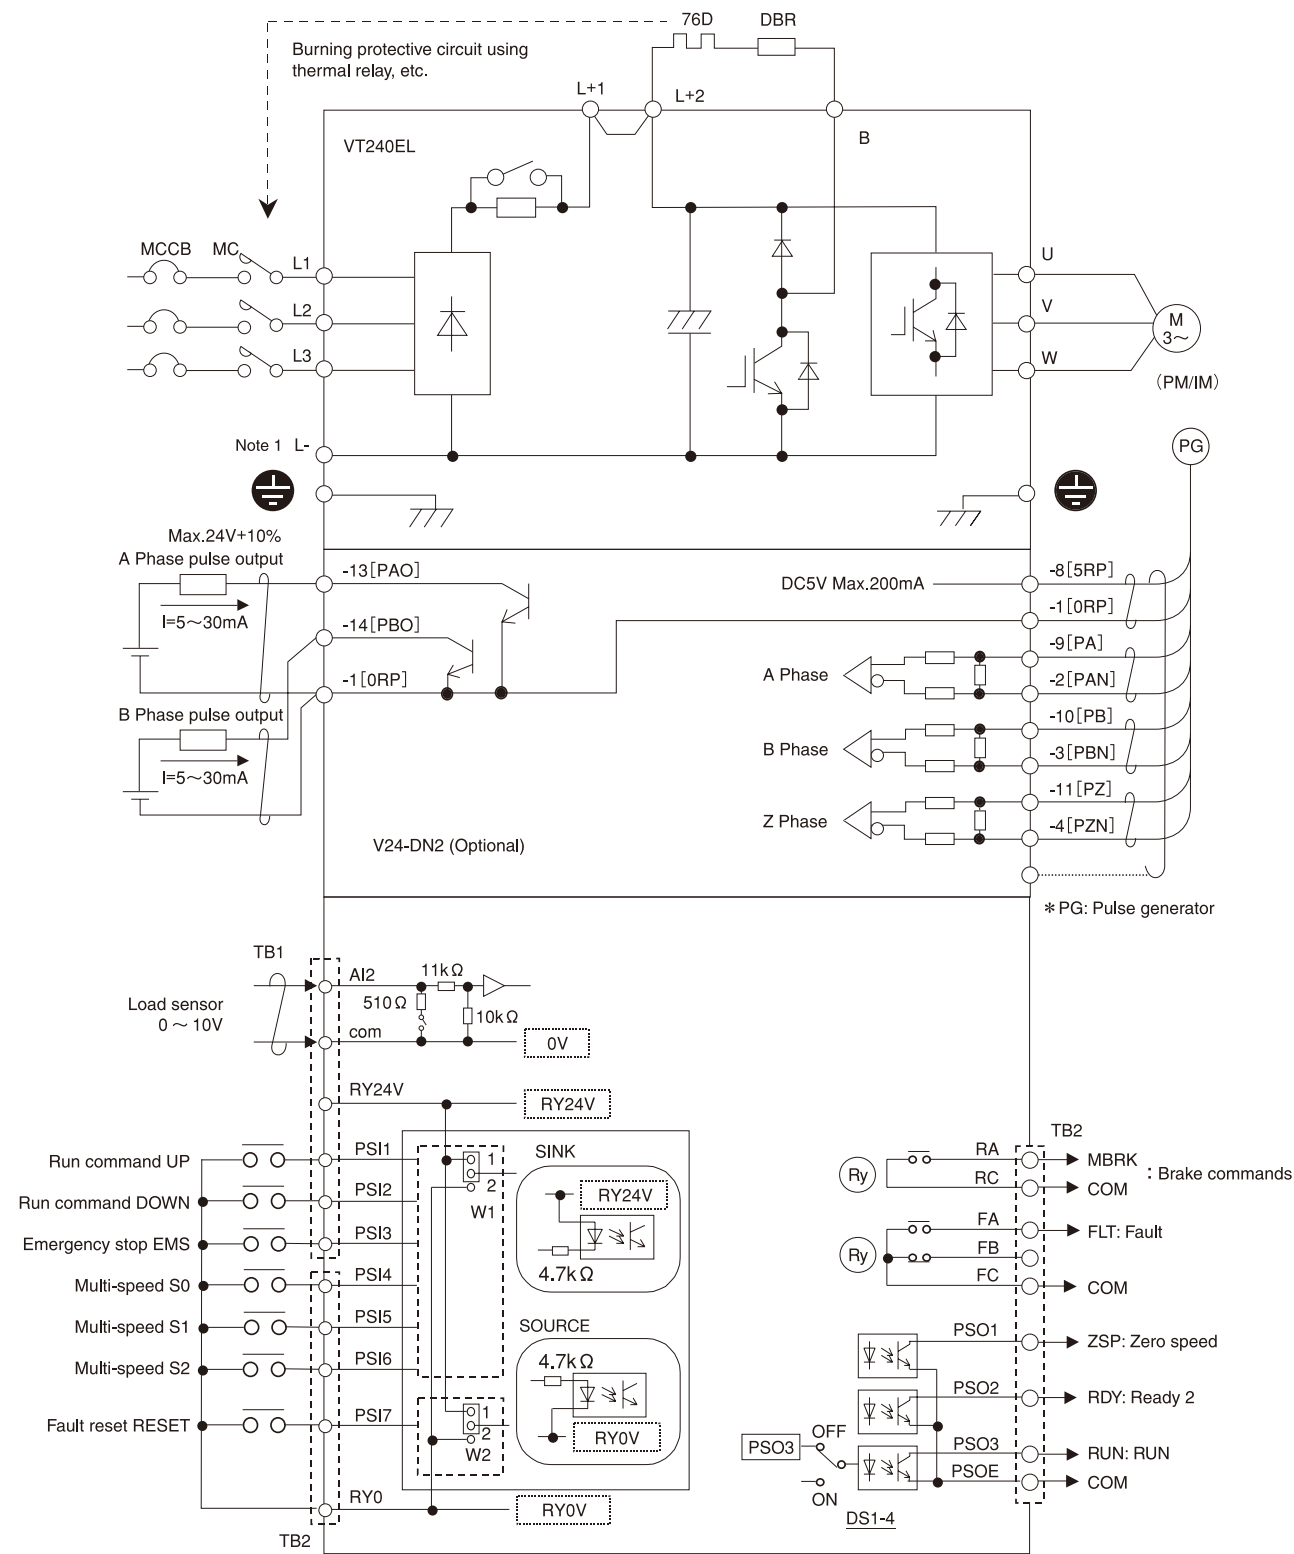 76D
DBR
Burning protective circuit using
thermal relay, etc.
L+1
L+2
B
VT240EL
MCCB
MC
L1
L2
L3
U
V
W
M
3~
(PM/IM)
Note 1 L-
PG
Max.24V+10%
A Phase pulse output
I=5~30mA
-13[PAO]
-14[PBO]
-1[0RP]
B Phase pulse output
I=5~30mA
DC5V Max.200mA
-8[5RP]
-1[0RP]
A Phase
-9[PA]
-2[PAN]
B Phase
-10[PB]
-3[PBN]
Z Phase
-11[PZ]
-4[PZN]
V24-DN2 (Optional)
*PG: Pulse generator
TB1
Load sensor
0 ~ 10V
AI2
11kΩ
510Ω
10kΩ
com
0V
RY24V
RY24V
Run command UP
PSI1
Run command DOWN
PSI2
Emergency stop EMS
PSI3
Multi-speed S0
PSI4
Multi-speed S1
PSI5
Multi-speed S2
PSI6
Fault reset RESET
PSI7
RY0
TB2
1
2
W1
SINK
RY24V
4.7kΩ
SOURCE
4.7kΩ
RY0V
1
2
W2
RY0V
TB2
Ry
RA
MBRK
RC
COM
: Brake commands
Ry
FA
FLT: Fault
FB
FC
COM
PSO1
ZSP: Zero speed
PSO2
RDY: Ready 2
PSO3
OFF
ON
DS1-4
PSO3
RUN: RUN
PSOE
COM